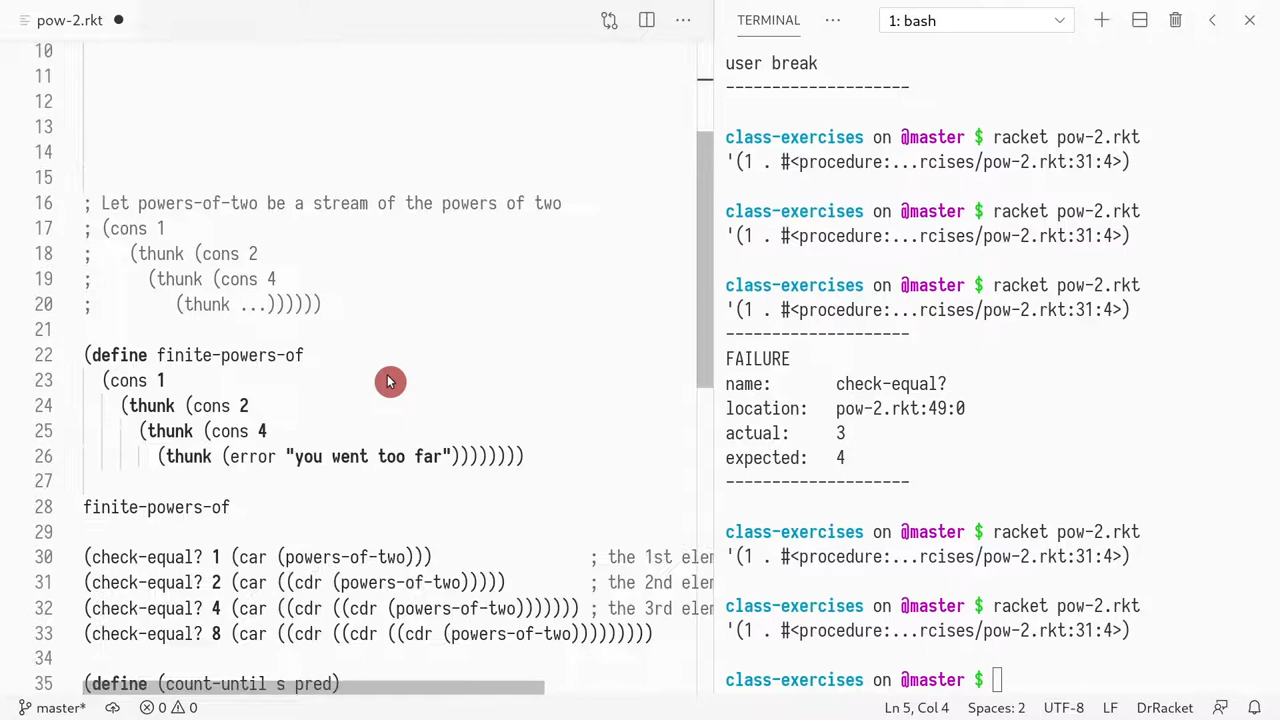 pow-2.rkt
10
11
12
13
14
15
16 ; Let powers-of-two be a stream of the powers of two
17 ; (cons 1
18 ;    (thunk (cons 2
19 ;      (thunk (cons 4
20 ;         (thunk ...))))))
21
22 (define finite-powers-of
23   (cons 1
24     (thunk (cons 2
25       (thunk (cons 4
26         (thunk (error "you went too far"))))))))
27
28 finite-powers-of
29
30 (check-equal? 1 (car (powers-of-two))) ; the 1st elem
31 (check-equal? 2 (car ((cdr (powers-of-two))))) ; the 2nd elem
32 (check-equal? 4 (car ((cdr ((cdr (powers-of-two))))))) ; the 3rd elem
33 (check-equal? 8 (car ((cdr ((cdr ((cdr (powers-of-two)))))))))
34
35 (define (count-until s pred)
master* 0 0
TERMINAL 1: bash
user break
--------------------
class-exercises on @master $ racket pow-2.rkt
'(1 . #<procedure:...rcises/pow-2.rkt:31:4>)
class-exercises on @master $ racket pow-2.rkt
'(1 . #<procedure:...rcises/pow-2.rkt:31:4>)
class-exercises on @master $ racket pow-2.rkt
'(1 . #<procedure:...rcises/pow-2.rkt:31:4>)
--------------------
FAILURE
name: check-equal?
location: pow-2.rkt:49:0
actual: 3
expected: 4
--------------------
class-exercises on @master $ racket pow-2.rkt
'(1 . #<procedure:...rcises/pow-2.rkt:31:4>)
class-exercises on @master $ racket pow-2.rkt
'(1 . #<procedure:...rcises/pow-2.rkt:31:4>)
class-exercises on @master $
Ln 5, Col 4 Spaces: 2 UTF-8 LF DrRacket